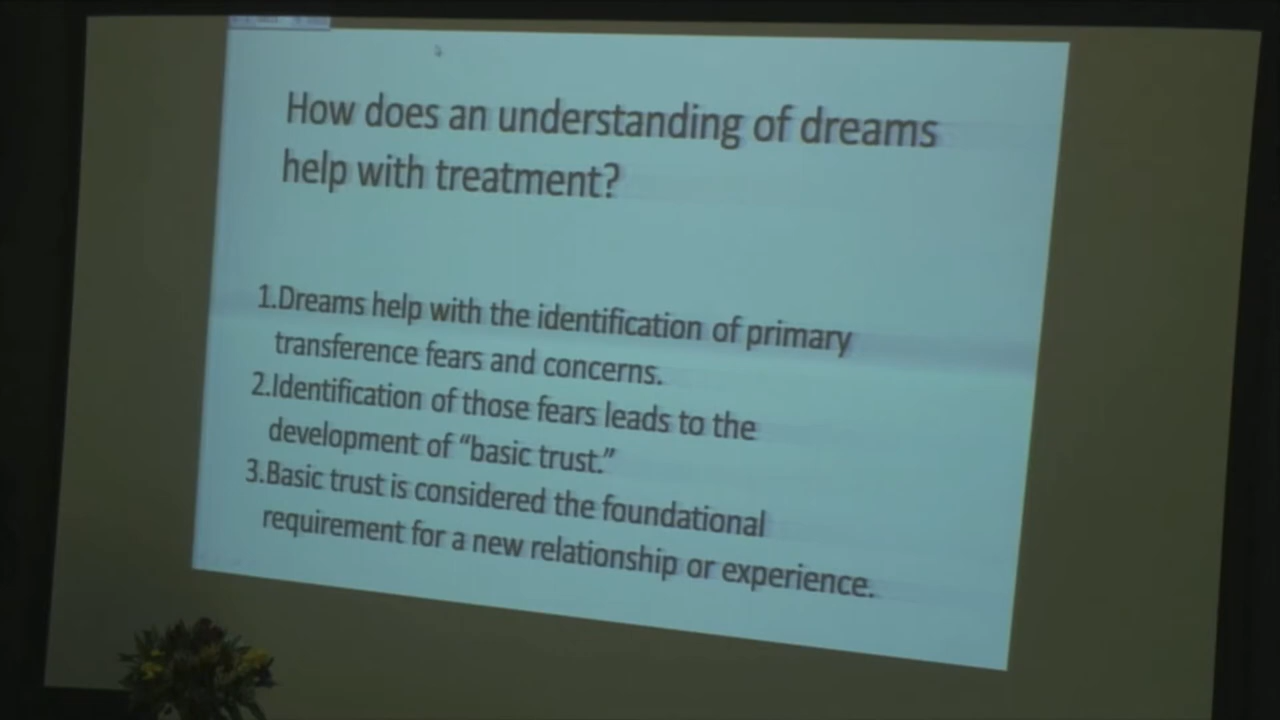 How does an understanding of dreams
help with treatment?
1.Dreams help with the identification of primary
transference fears and concerns.
2.Identification of those fears leads to the
development of “basic trust.”
3.Basic trust is considered the foundational
requirement for a new relationship or experience.